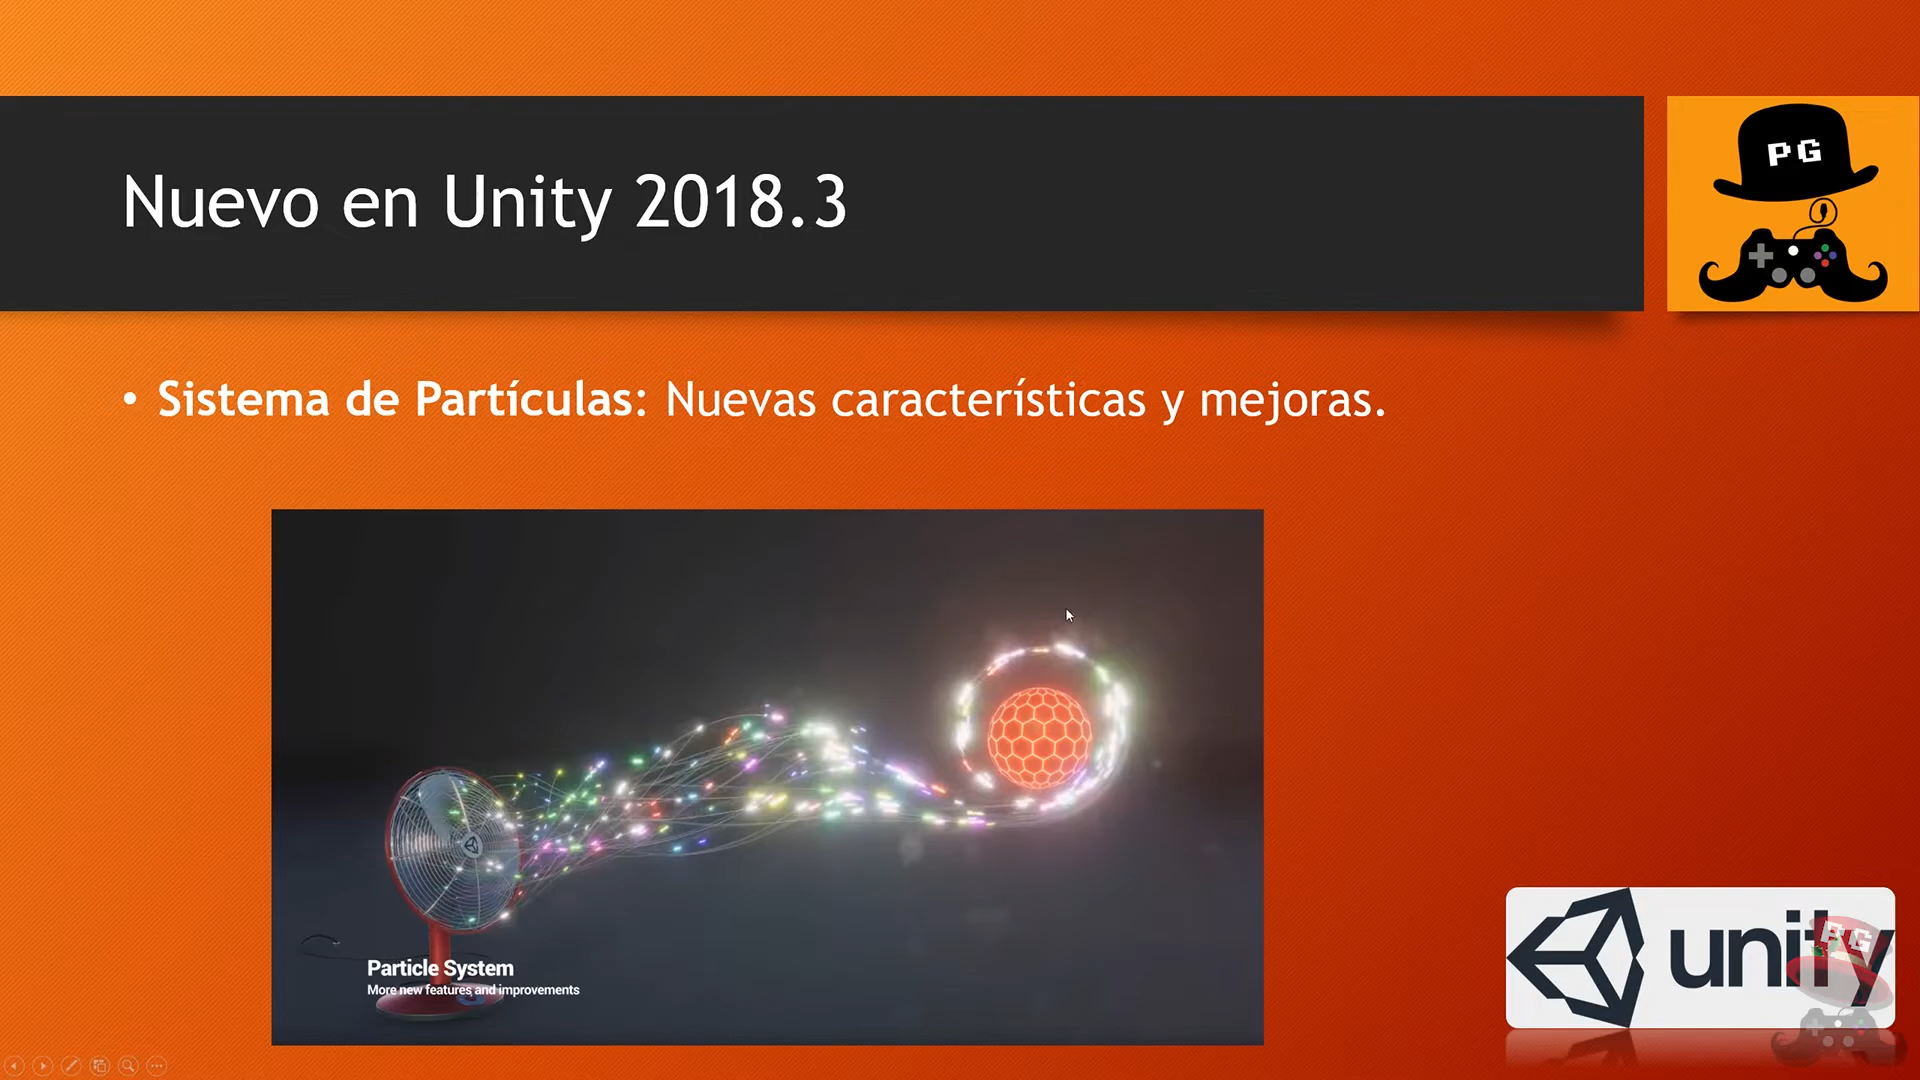 Nuevo en Unity 2018.3
PG
• Sistema de Partículas: Nuevas características y mejoras.
Particle System
More new features and improvements
unity
PG